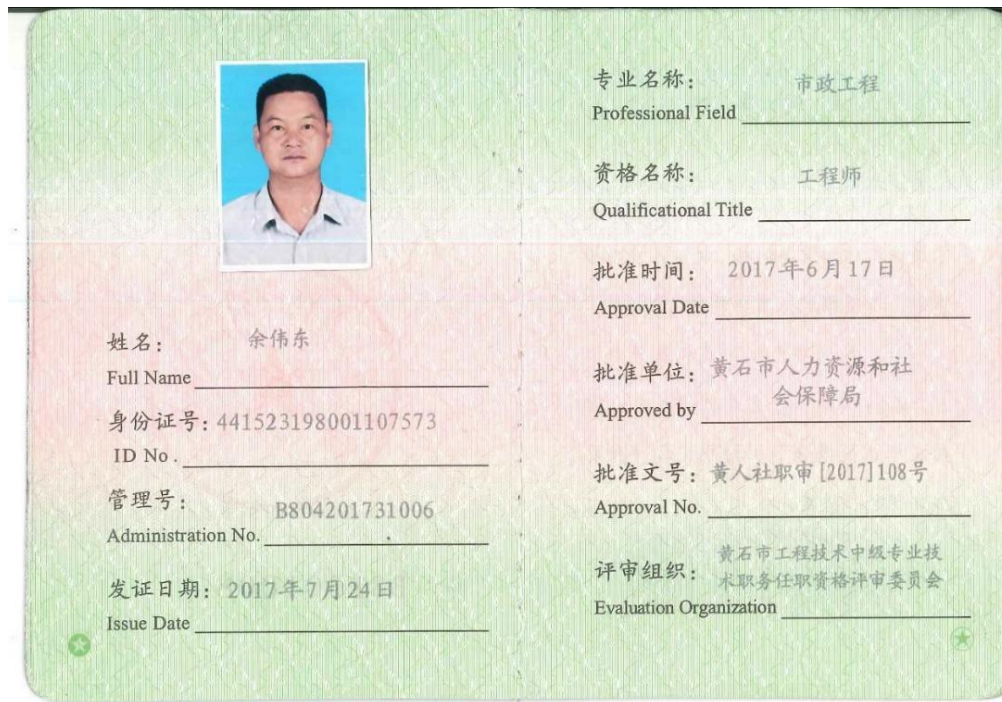 姓名： 余伟东
Full Name
身份证号：441523198001107573
ID No .
管理号： B804201731006
Administration No.
发证日期：2017年7月24日
Issue Date
专业名称： 市政工程
Professional Field
资格名称： 工程师
Qualificational Title
批准时间： 2017年6月17日
Approval Date
批准单位：黄石市人力资源和社
会保障局
Approved by
批准文号：黄人社职审[2017]108号
Approval No.
黄石市工程技术中级专业技
评审组织： 术职务任职资格评审委员会
Evaluation Organization